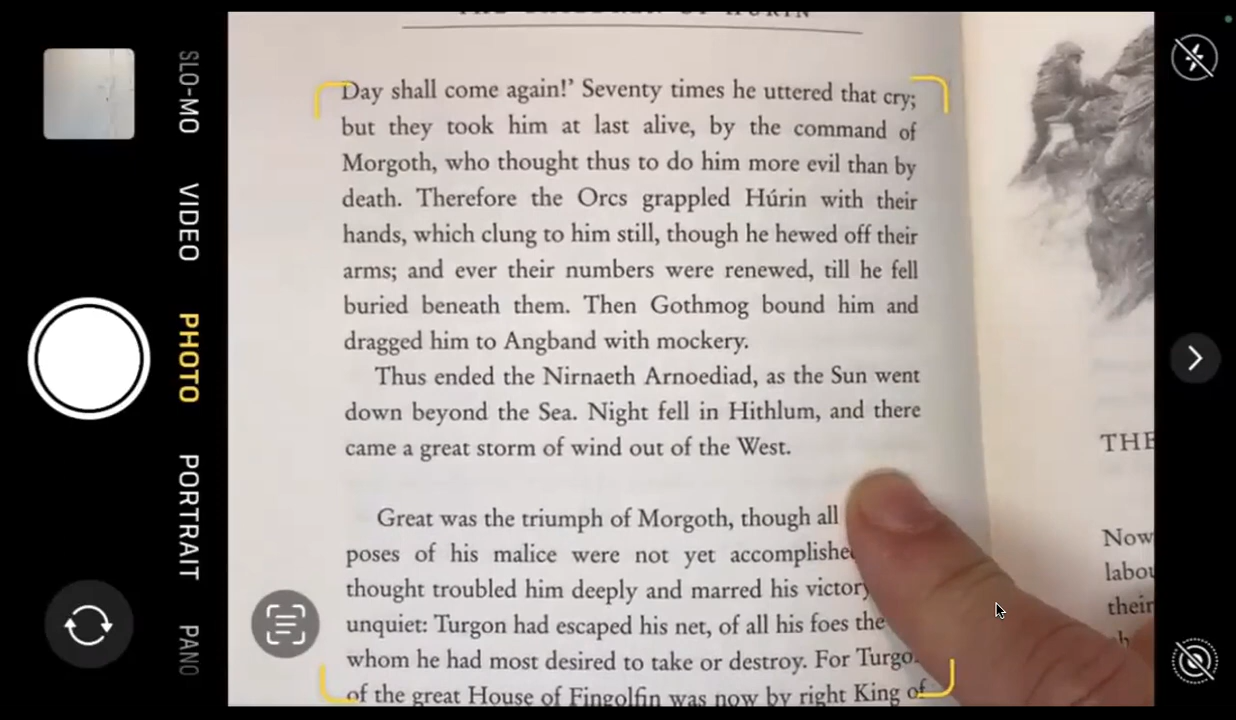 SLO-MO
VIDEO
PHOTO
PORTRAIT
PANO
THE CHILDREN OF HÚRIN
Day shall come again!’ Seventy times he uttered that cry;
but they took him at last alive, by the command of
Morgoth, who thought thus to do him more evil than by
death. Therefore the Orcs grappled Húrin with their
hands, which clung to him still, though he hewed off their
arms; and ever their numbers were renewed, till he fell
buried beneath them. Then Gothmog bound him and
dragged him to Angband with mockery.
Thus ended the Nirnaeth Arnoediad, as the Sun went
down beyond the Sea. Night fell in Hithlum, and there
came a great storm of wind out of the West.
Great was the triumph of Morgoth, though all
poses of his malice were not yet accomplishe
thought troubled him deeply and marred his victory
unquiet: Turgon had escaped his net, of all his foes the
whom he had most desired to take or destroy. For Turgo
of the great House of Fingolfin was now by right King of
THE
Now
labou
their